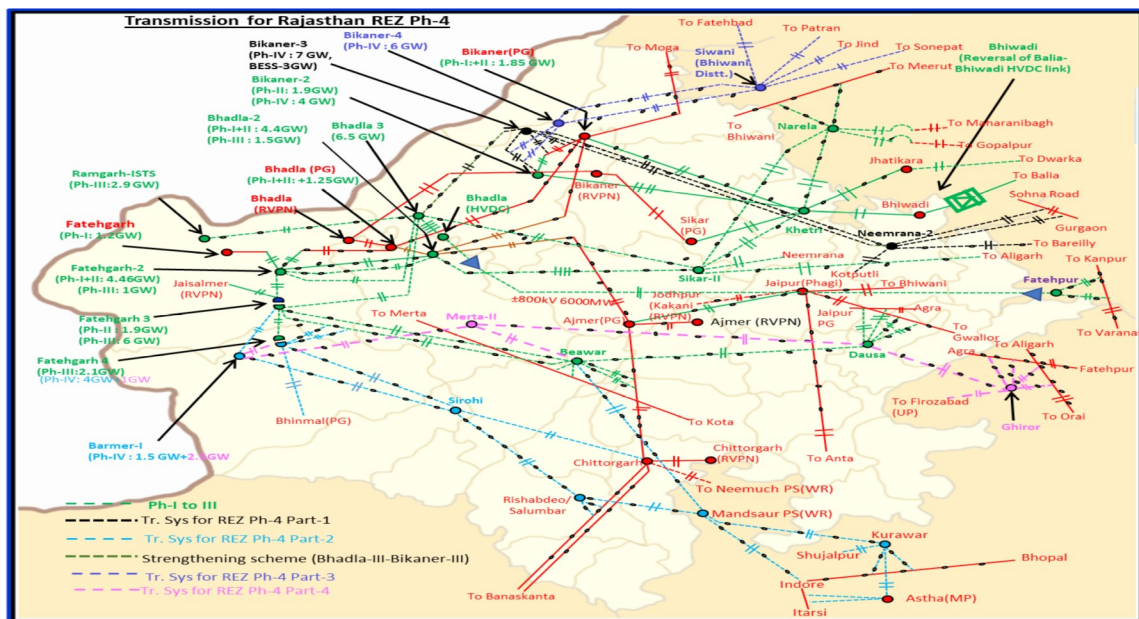 Transmission for Rajasthan REZ Ph-4
Bikaner-3
(Ph-IV : 7 GW,
BESS-3GW)
Bikaner-4
(Ph-IV : 6 GW)
Bikaner(PG)
(Ph-I:+II : 1.85 GW)
To Moga
To Fatehbad
To Patran
To Jind
To Sonepat
Siwani
(Bhiwani
Distt.)
To Meerut
Bhiwadi
(Reversal of Balia-
Bhiwadi HVDC link)
Bikaner-2
(Ph-II: 1.9GW)
(Ph-IV : 4 GW)
Bhadla-2
(Ph-I+II : 4.4GW)
(Ph-III : 1.5GW)
Bhadla 3
(6.5 GW)
To
Bhiwani
Narela
To Maharanibagh
To Gopalpur
Ramgarh-ISTS
(Ph-III:2.9 GW)
Bhadla (PG)
(Ph-I+II: +1.25GW)
Bhadla
(RVPN)
Bhadla
(HVDC)
Bikaner
(RVPN)
Jhatikara
To Dwarka
To Balia
Sohna Road
Bhiwadi
Fatehgarh
(Ph-I: 1.2GW)
Sikar
(PG)
Khetri
Neemrana-2
Gurgaon
To Bareilly
Fatehgarh-2
(Ph-I+II: 4.46GW)
(Ph-III: 1GW)
Sikar-II
Neemrana
To Aligarh
To Kanpur
Jaisalmer
(RVPN)
Kotputli
To Bhiwani
Fatehpur
±800kV 6000MW
Jodhpur
(Kakani
(RVPN)
Jaipur(Phagi)
Fatehgarh 3
(Ph-II : 1.9GW)
(Ph-III: 6 GW)
To Merta
Merta-II
Ajmer(PG)
Ajmer (RVPN)
Jaipur
PG
Agra
To Varana
To
Gwalior
To Aligarh
Agra
Fatehgarh 4
(Ph-III:2.1GW)
(Ph-IV: 4GW+1GW)
Beawar
Dausa
Fatehpur
To Firozabad
(UP)
To Orai
Ghiror
Bhinmal(PG)
Sirohi
To Kota
Barmer-I
(Ph-IV : 1.5 GW+2.5GW
Chittorgarh
Chittorgarh
(RVPN)
To Anta
To Neemuch PS(WR)
Rishabdeo/
Salumbar
Mandsaur PS(WR)
Kurawar
Shujalpur
Bhopal
Indore
Itarsi
Astha(MP)
To Banaskanta
Ph-I to III
Tr. Sys for REZ Ph-4 Part-1
Tr. Sys for REZ Ph-4 Part-2
Strengthening scheme (Bhadla-III-Bikaner-III)
Tr. Sys for REZ Ph-4 Part-3
Tr. Sys for REZ Ph-4 Part-4